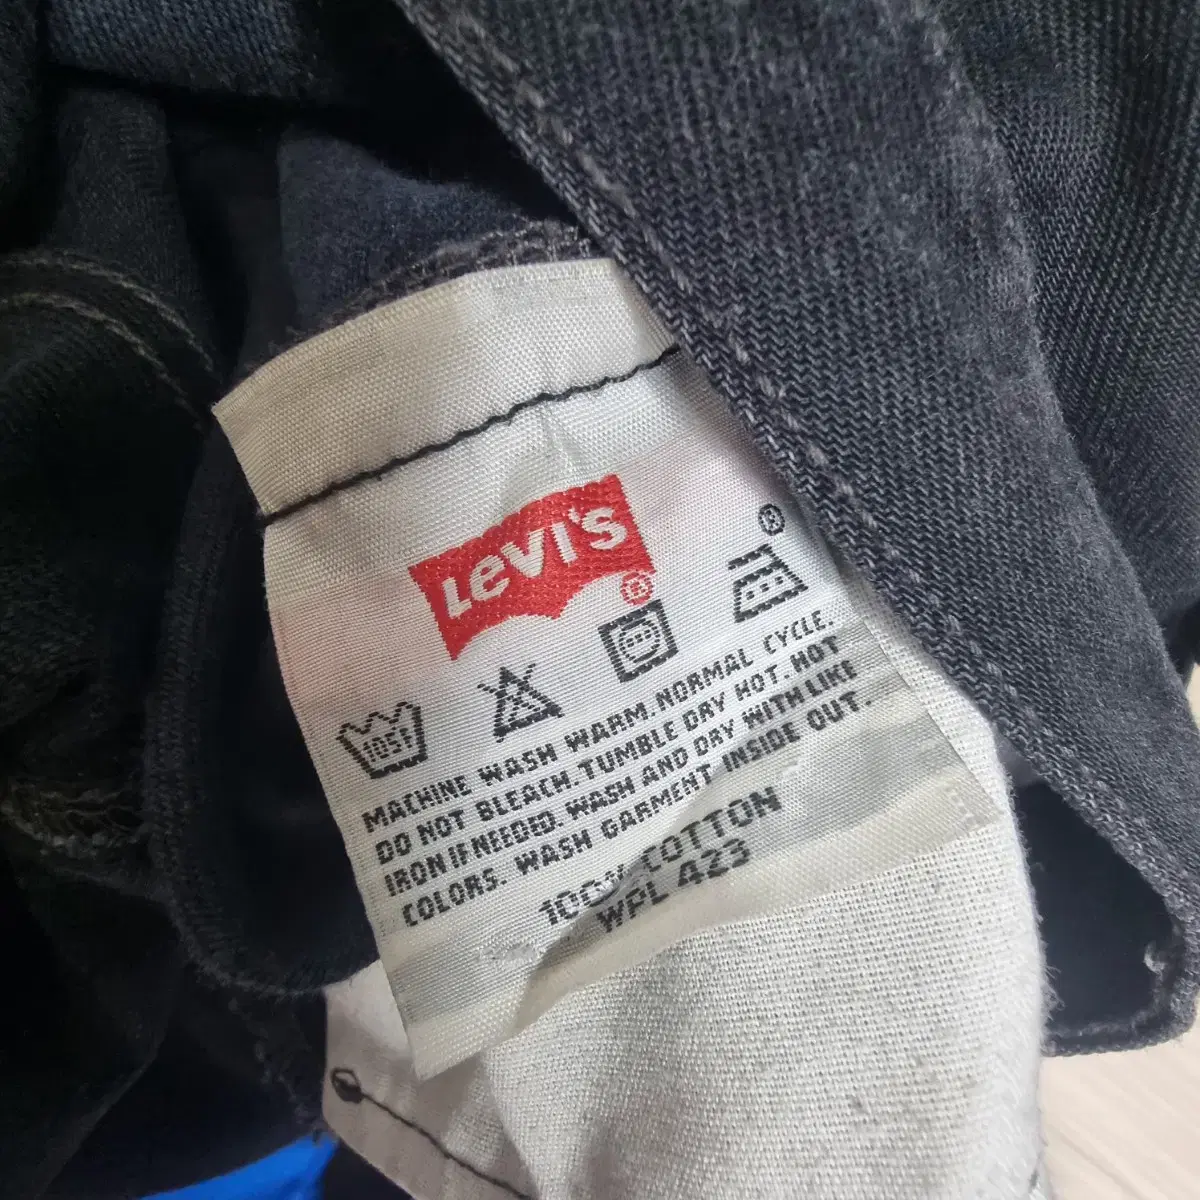 Levi's®
®
105F
MACHINE WASH WARM. NORMAL CYCLE.
DO NOT BLEACH. TUMBLE DRY HOT. HOT
IRON IF NEEDED. WASH AND DRY WITH LIKE
COLORS. WASH GARMENT INSIDE OUT.
100% COTTON
WPL 423